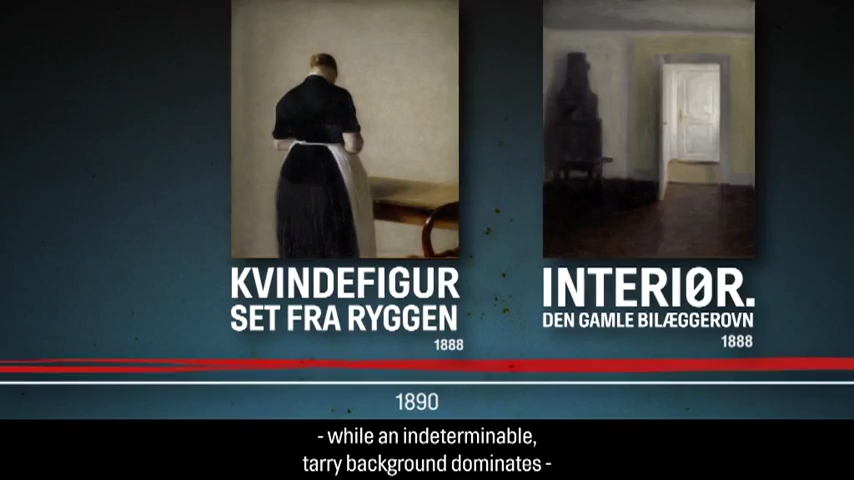 KVINDEFIGUR
SET FRA RYGGEN
1888
INTERIØR.
DEN GAMLE BILÆGGEROVN
1888
1890
- while an indeterminable,
tarry background dominates -